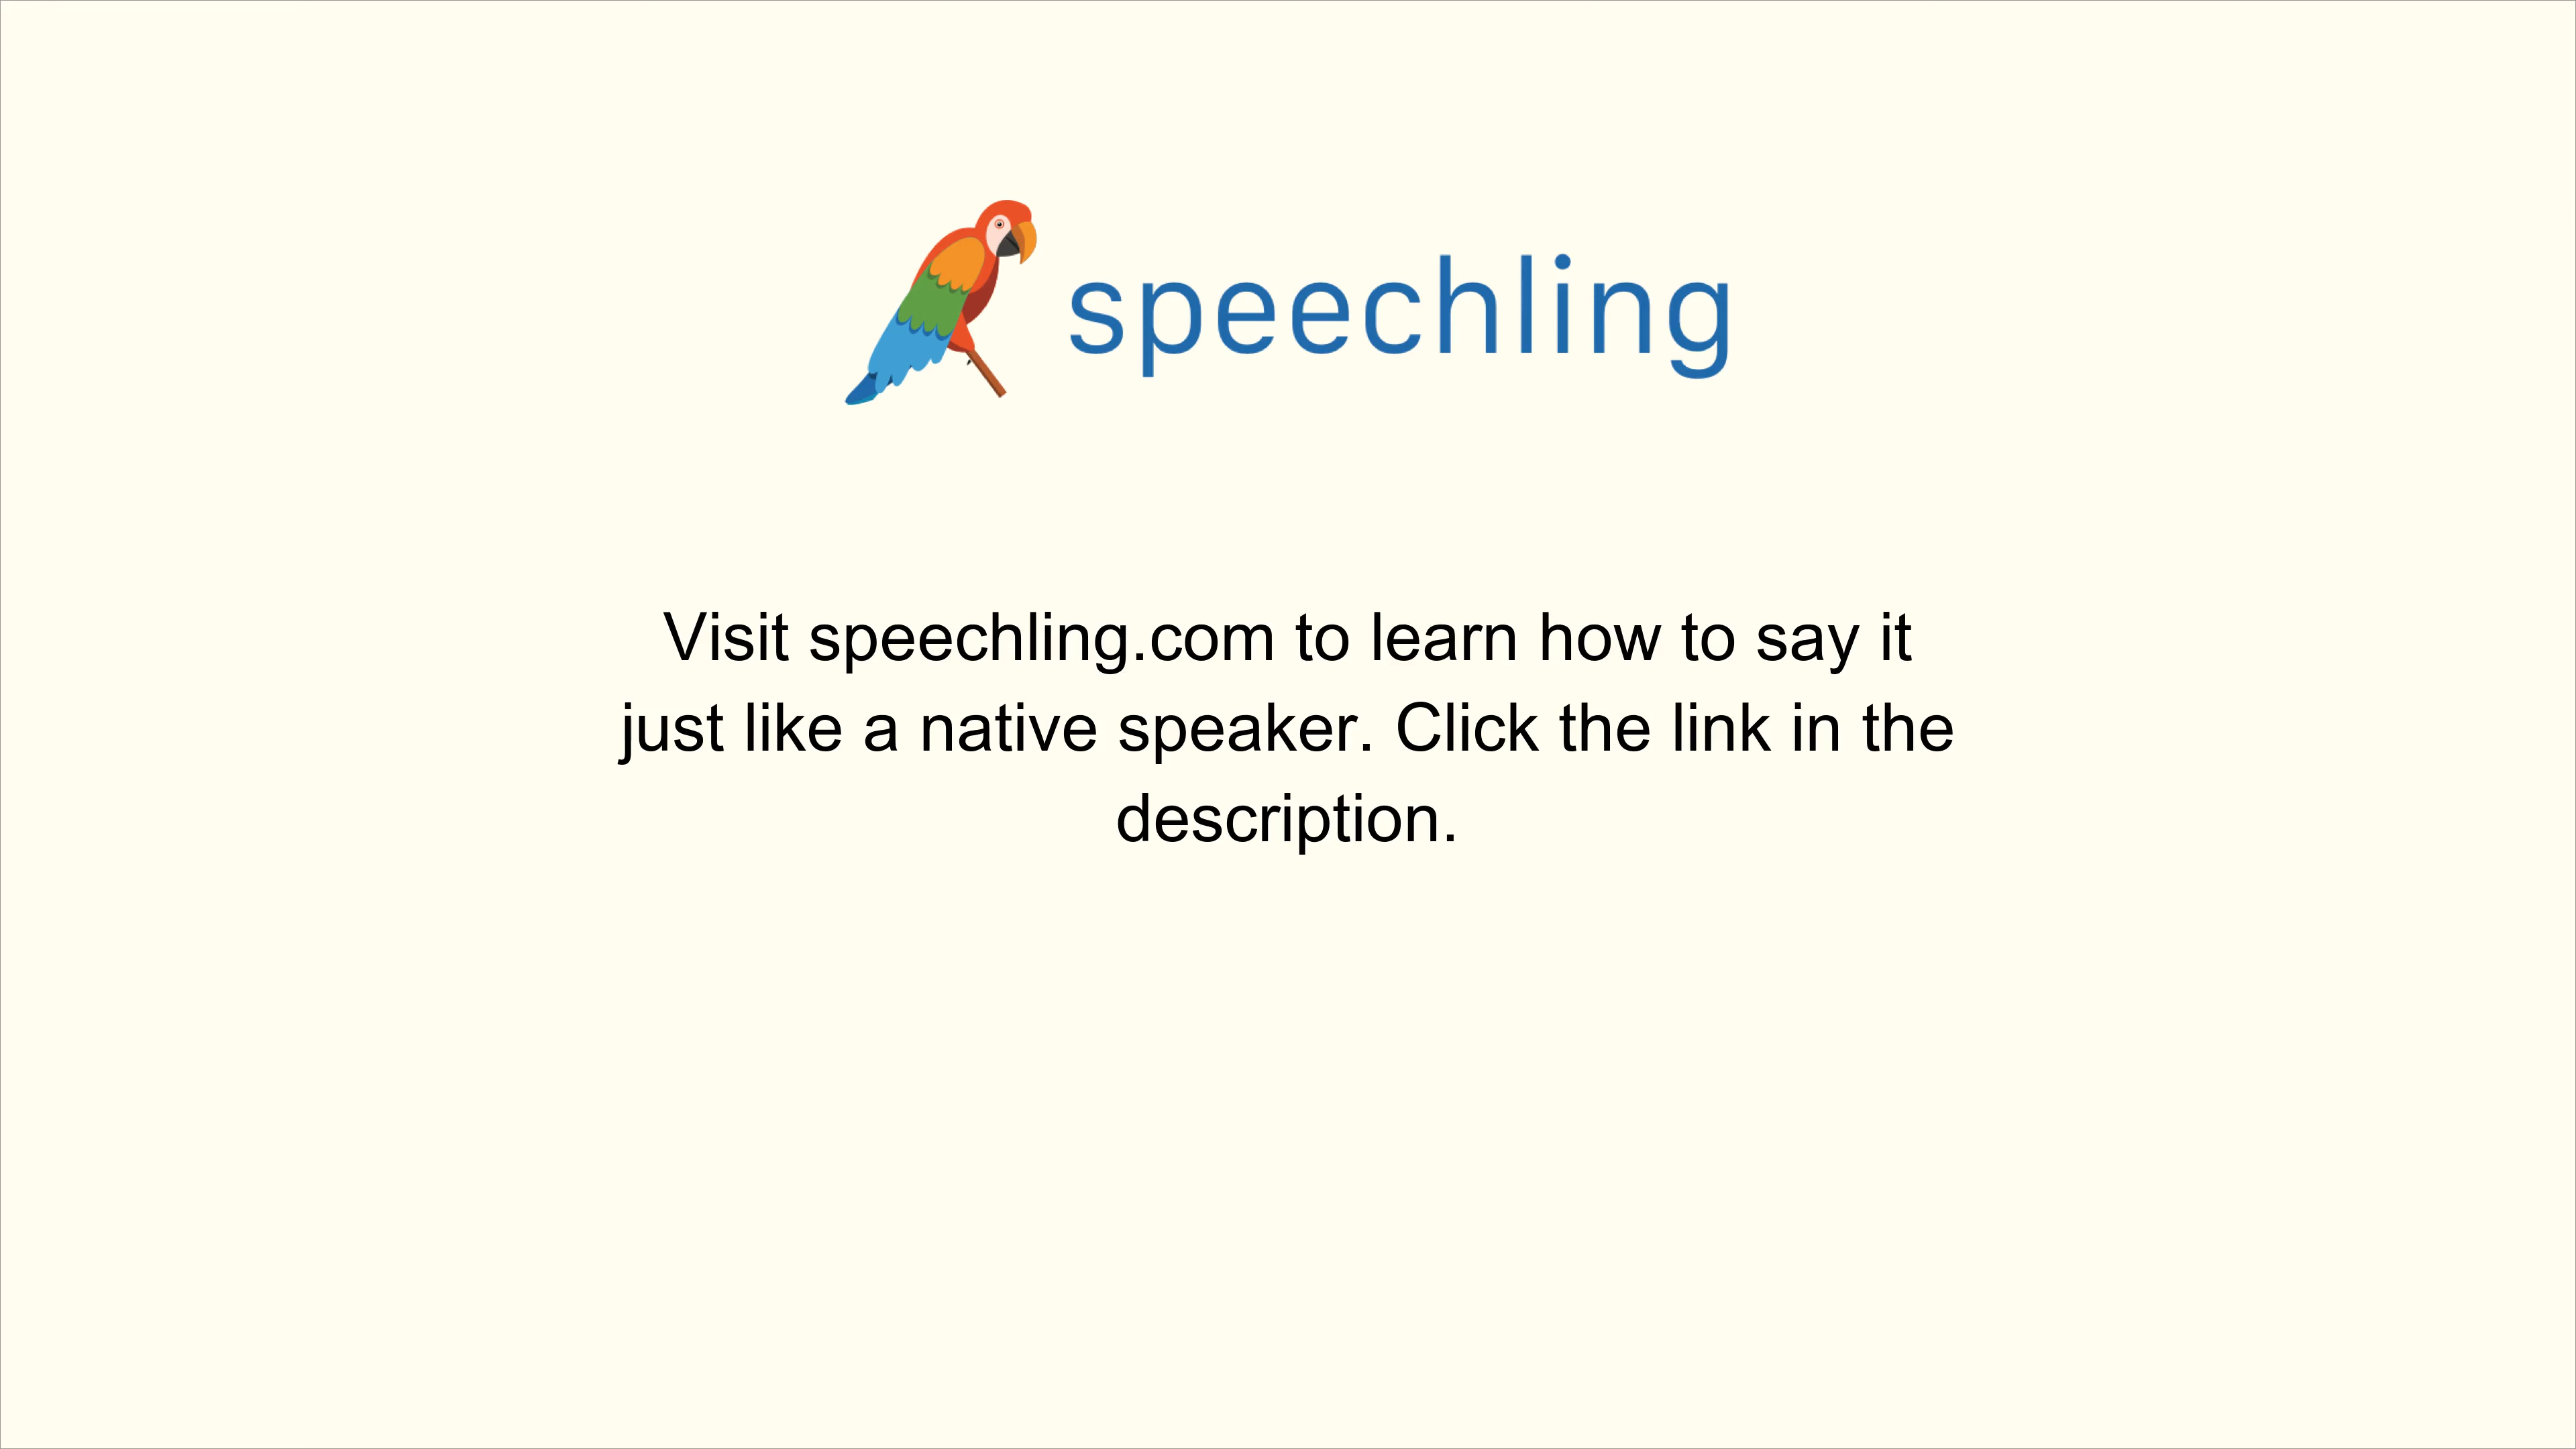 speechling
Visit speechling.com to learn how to say it
just like a native speaker. Click the link in the
description.